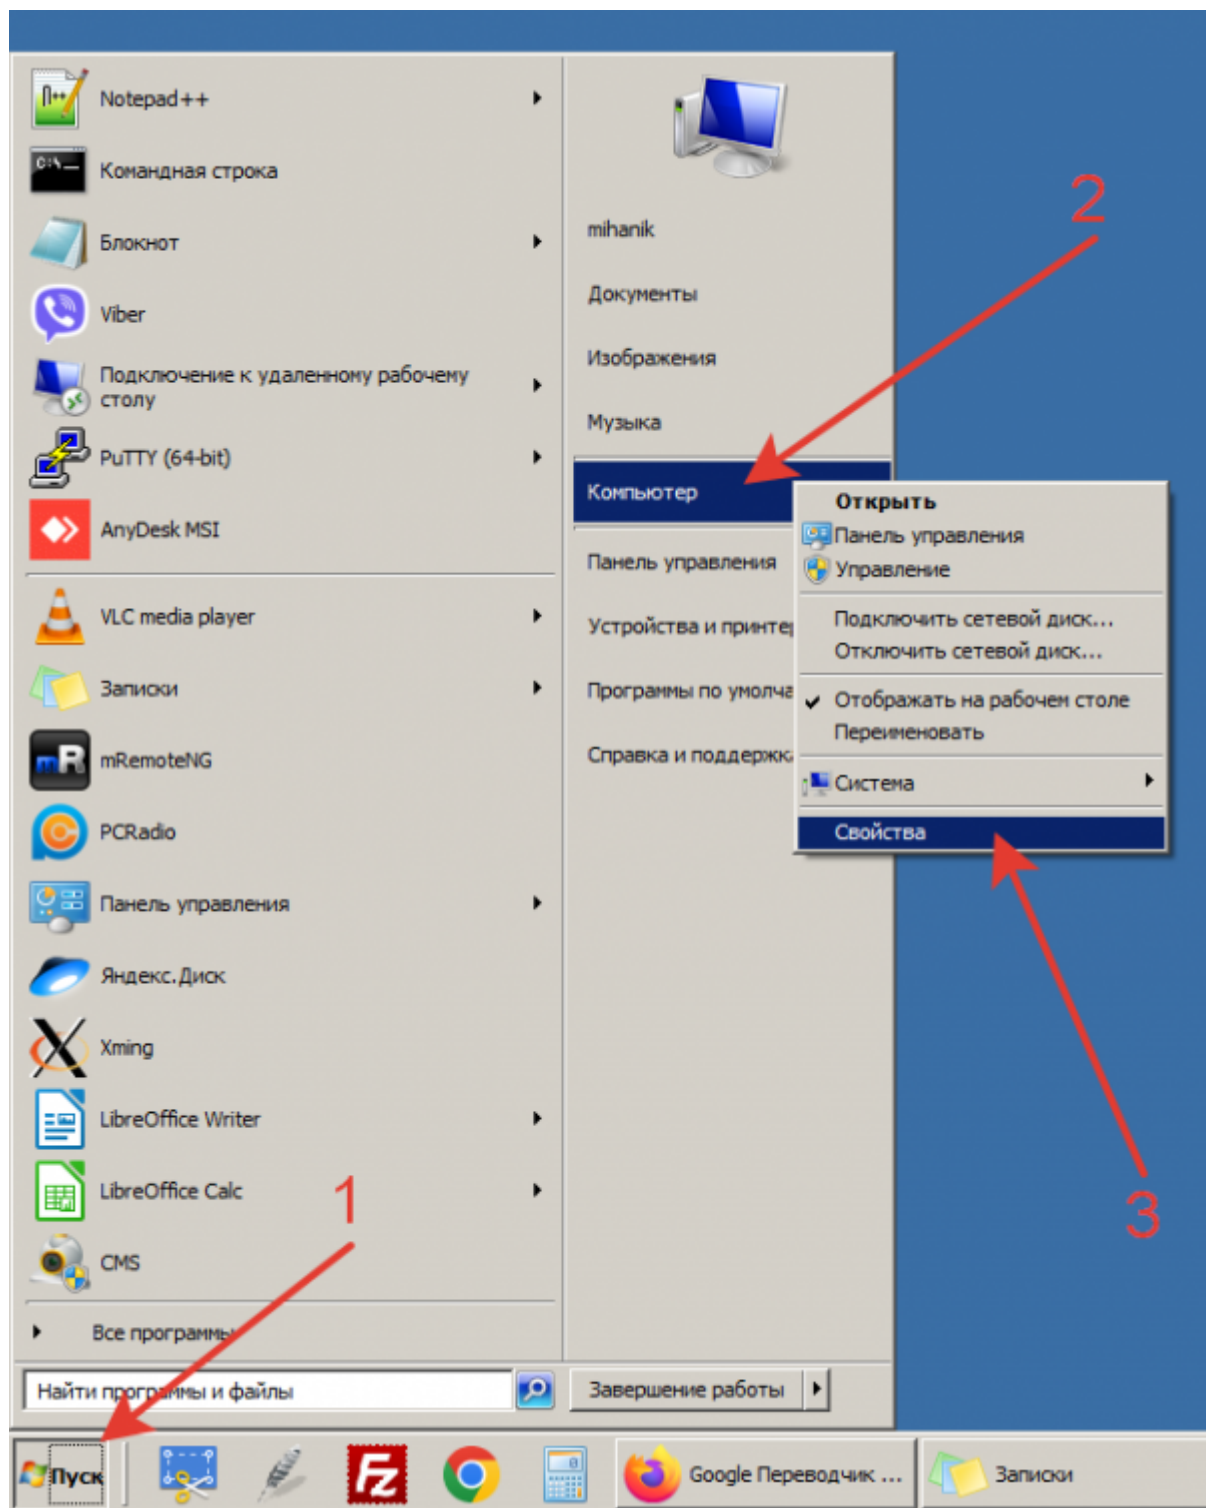 Notepad++
Командная строка
Блокнот
Viber
Подключение к удаленному рабочему
столу
PuTTY (64-bit)
AnyDesk MSI
VLC media player
Записки
mRemoteNG
PCRadio
Панель управления
Яндекс.Диск
Xming
LibreOffice Writer
LibreOffice Calc
CMS
Все программы
Найти программы и файлы
mihanik
Документы
Изображения
Музыка
Компьютер
Панель управления
Устройства и принтер
Программы по умолча
Справка и поддержка
Завершение работы
Открыть
Панель управления
Управление
Подключить сетевой диск...
Отключить сетевой диск...
Отображать на рабочем столе
Переименовать
Система
Свойства
1
2
3
Пуск
Google Переводчик ...
Записки